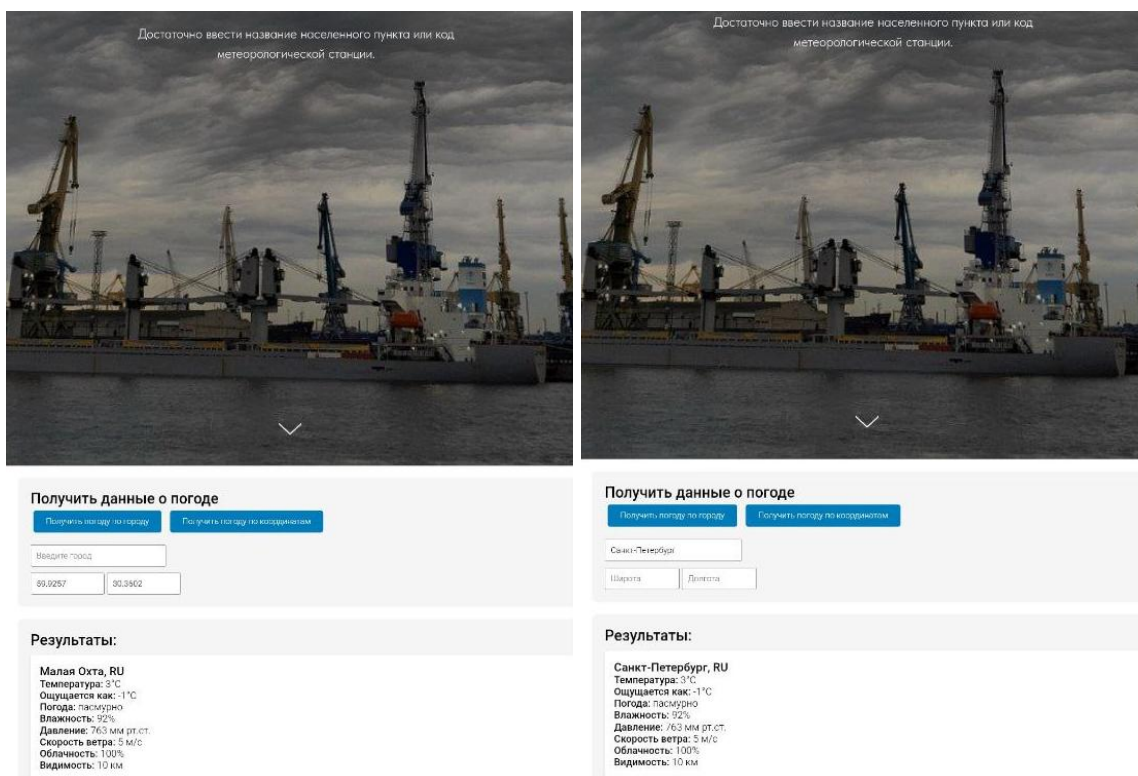 Достаточно ввести название населенного пункта или код
метеорологической станции.
Получить данные о погоде
Получить погоду по городу
Получить погоду по координатам
Введите город
59.9257
30.3602
Результаты:
Малая Охта, RU
Температура: 3°C
Ощущается как: -1°C
Погода: пасмурно
Влажность: 92%
Давление: 763 мм рт.ст.
Скорость ветра: 5 м/с
Облачность: 100%
Видимость: 10 км
Достаточно ввести название населенного пункта или код
метеорологической станции.
Получить данные о погоде
Получить погоду по городу
Получить погоду по координатам
Санкт-Петербург
Широта
Долгота
Результаты:
Санкт-Петербург, RU
Температура: 3°C
Ощущается как: -1°C
Погода: пасмурно
Влажность: 92%
Давление: 763 мм рт.ст.
Скорость ветра: 5 м/с
Облачность: 100%
Видимость: 10 км